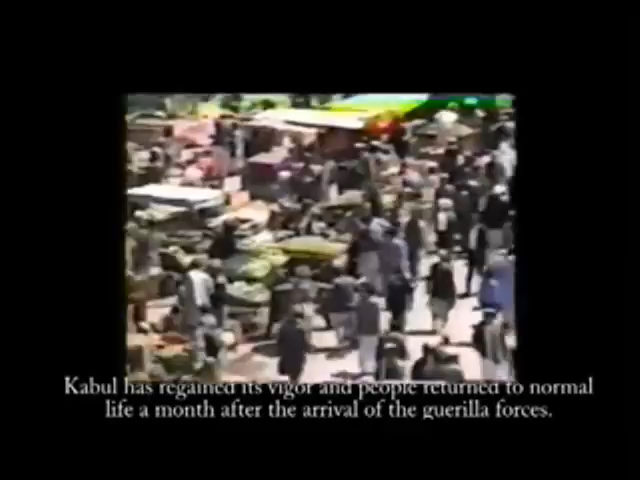 Kabul has regained its vigor and people returned to normal
life a month after the arrival of the guerilla forces.